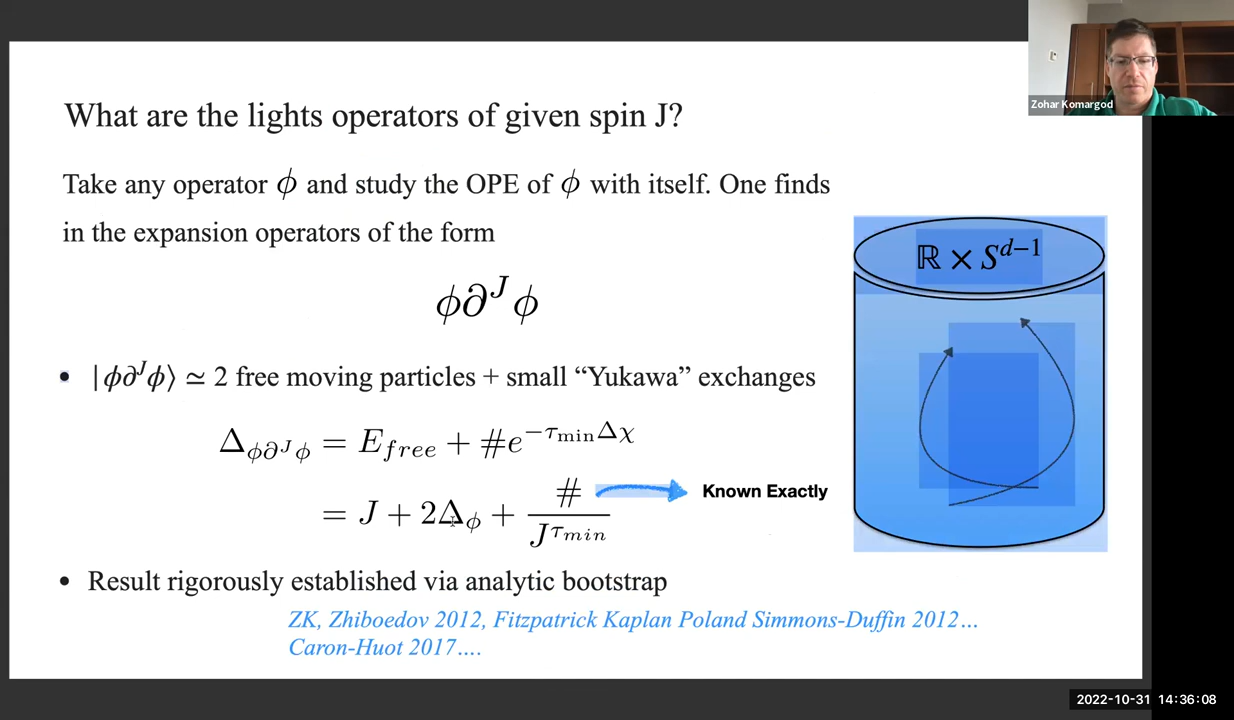 Zohar Komargod
What are the lights operators of given spin J?
Take any operator ϕ and study the OPE of ϕ with itself. One finds
in the expansion operators of the form
ϕ∂^J ϕ
ℝ × S^{d−1}
• |ϕ∂^Jϕ⟩ ≃ 2 free moving particles + small “Yukawa” exchanges
Δ_{ϕ∂^Jϕ} = E_{free} + #e^{−τ_{min}Δχ}
= J + 2Δ_ϕ + #/J^{τ_{min}} Known Exactly
• Result rigorously established via analytic bootstrap
ZK, Zhiboedov 2012, Fitzpatrick Kaplan Poland Simmons-Duffin 2012…
Caron-Huot 2017….
2022-10-31 14:36:08